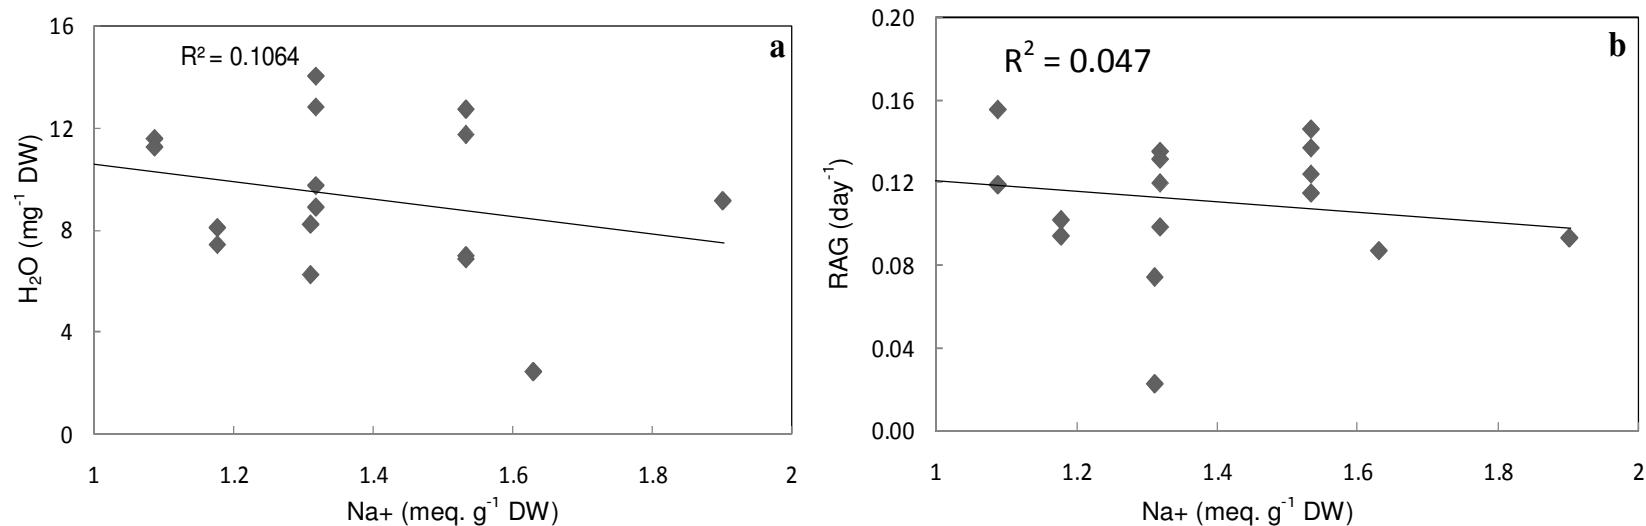 a
R² = 0.1064
16
12
8
4
0
H₂O (mg⁻¹ DW)
1
1.2
1.4
1.6
1.8
2
Na+ (meq. g⁻¹ DW)
b
R² = 0.047
0.20
0.16
0.12
0.08
0.04
0.00
RAG (day⁻¹)
1
1.2
1.4
1.6
1.8
2
Na+ (meq. g⁻¹ DW)